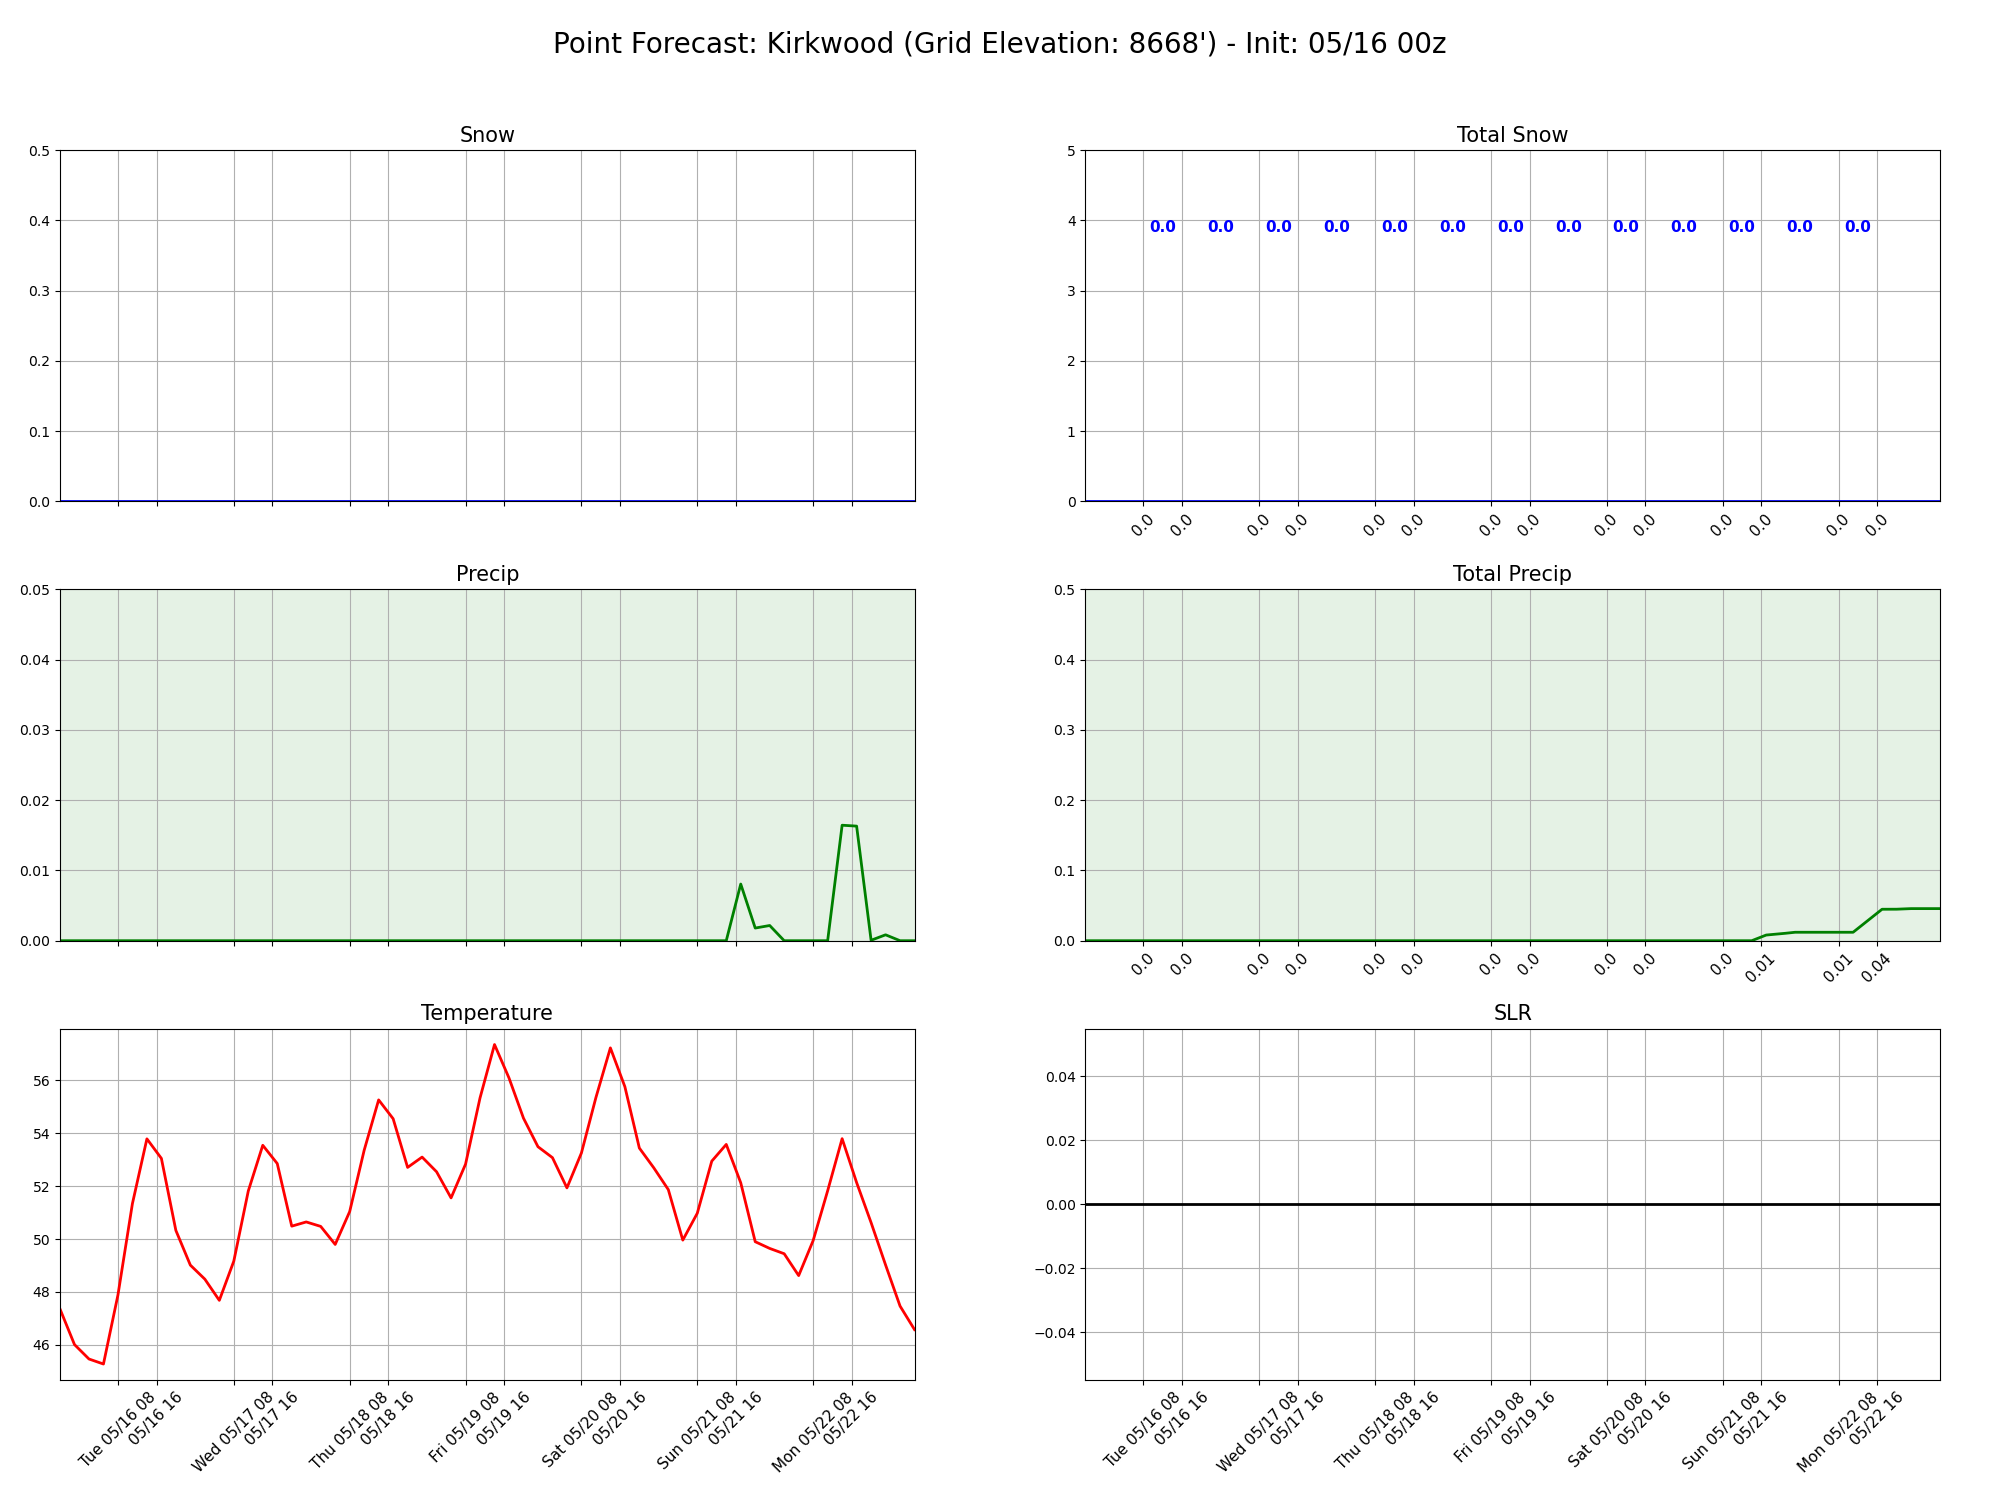 Point Forecast: Kirkwood (Grid Elevation: 8668') - Init: 05/16 00z
Snow
0.5
0.4
0.3
0.2
0.1
0.0
Total Snow
5
4
3
2
1
0
0.0 0.0 0.0 0.0 0.0 0.0 0.0 0.0 0.0 0.0 0.0 0.0 0.0
0.0 0.0 0.0 0.0 0.0 0.0 0.0 0.0 0.0 0.0 0.0 0.0 0.0 0.0
Precip
0.05
0.04
0.03
0.02
0.01
0.00
Total Precip
0.5
0.4
0.3
0.2
0.1
0.0
0.0 0.0 0.0 0.0 0.0 0.0 0.0 0.0 0.0 0.0 0.0 0.01 0.01 0.04
Temperature
56
54
52
50
48
46
Tue 05/16 08
05/16 16
Wed 05/17 08
05/17 16
Thu 05/18 08
05/18 16
Fri 05/19 08
05/19 16
Sat 05/20 08
05/20 16
Sun 05/21 08
05/21 16
Mon 05/22 08
05/22 16
SLR
0.04
0.02
0.00
−0.02
−0.04
Tue 05/16 08
05/16 16
Wed 05/17 08
05/17 16
Thu 05/18 08
05/18 16
Fri 05/19 08
05/19 16
Sat 05/20 08
05/20 16
Sun 05/21 08
05/21 16
Mon 05/22 08
05/22 16